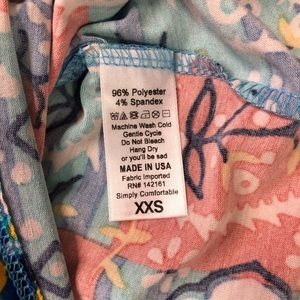 96% Polyester
4% Spandex
Machine Wash Cold
Gentle Cycle
Do Not Bleach
Hang Dry
or you'll be sad
MADE IN USA
Fabric Imported
RN# 142161
Simply Comfortable
XXS